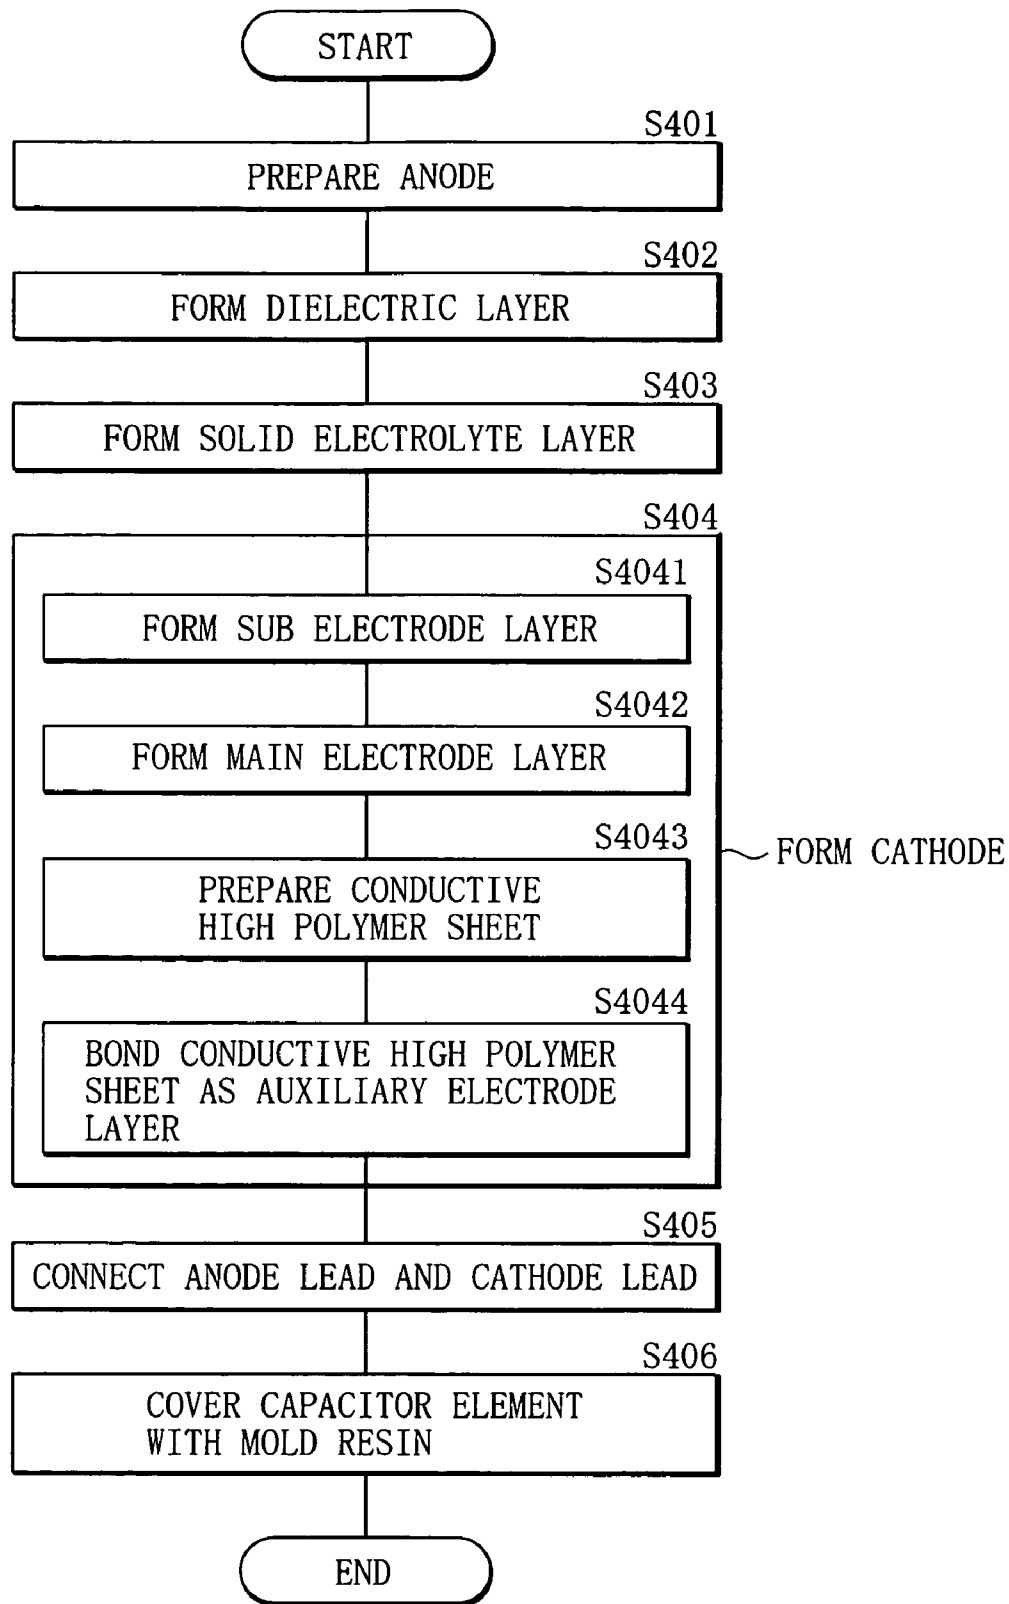 START
S401
PREPARE ANODE
S402
FORM DIELECTRIC LAYER
S403
FORM SOLID ELECTROLYTE LAYER
S404
S4041
FORM SUB ELECTRODE LAYER
S4042
FORM MAIN ELECTRODE LAYER
S4043
FORM CATHODE
PREPARE CONDUCTIVE
HIGH POLYMER SHEET
S4044
BOND CONDUCTIVE HIGH POLYMER
SHEET AS AUXILIARY ELECTRODE
LAYER
S405
CONNECT ANODE LEAD AND CATHODE LEAD
S406
COVER CAPACITOR ELEMENT
WITH MOLD RESIN
END